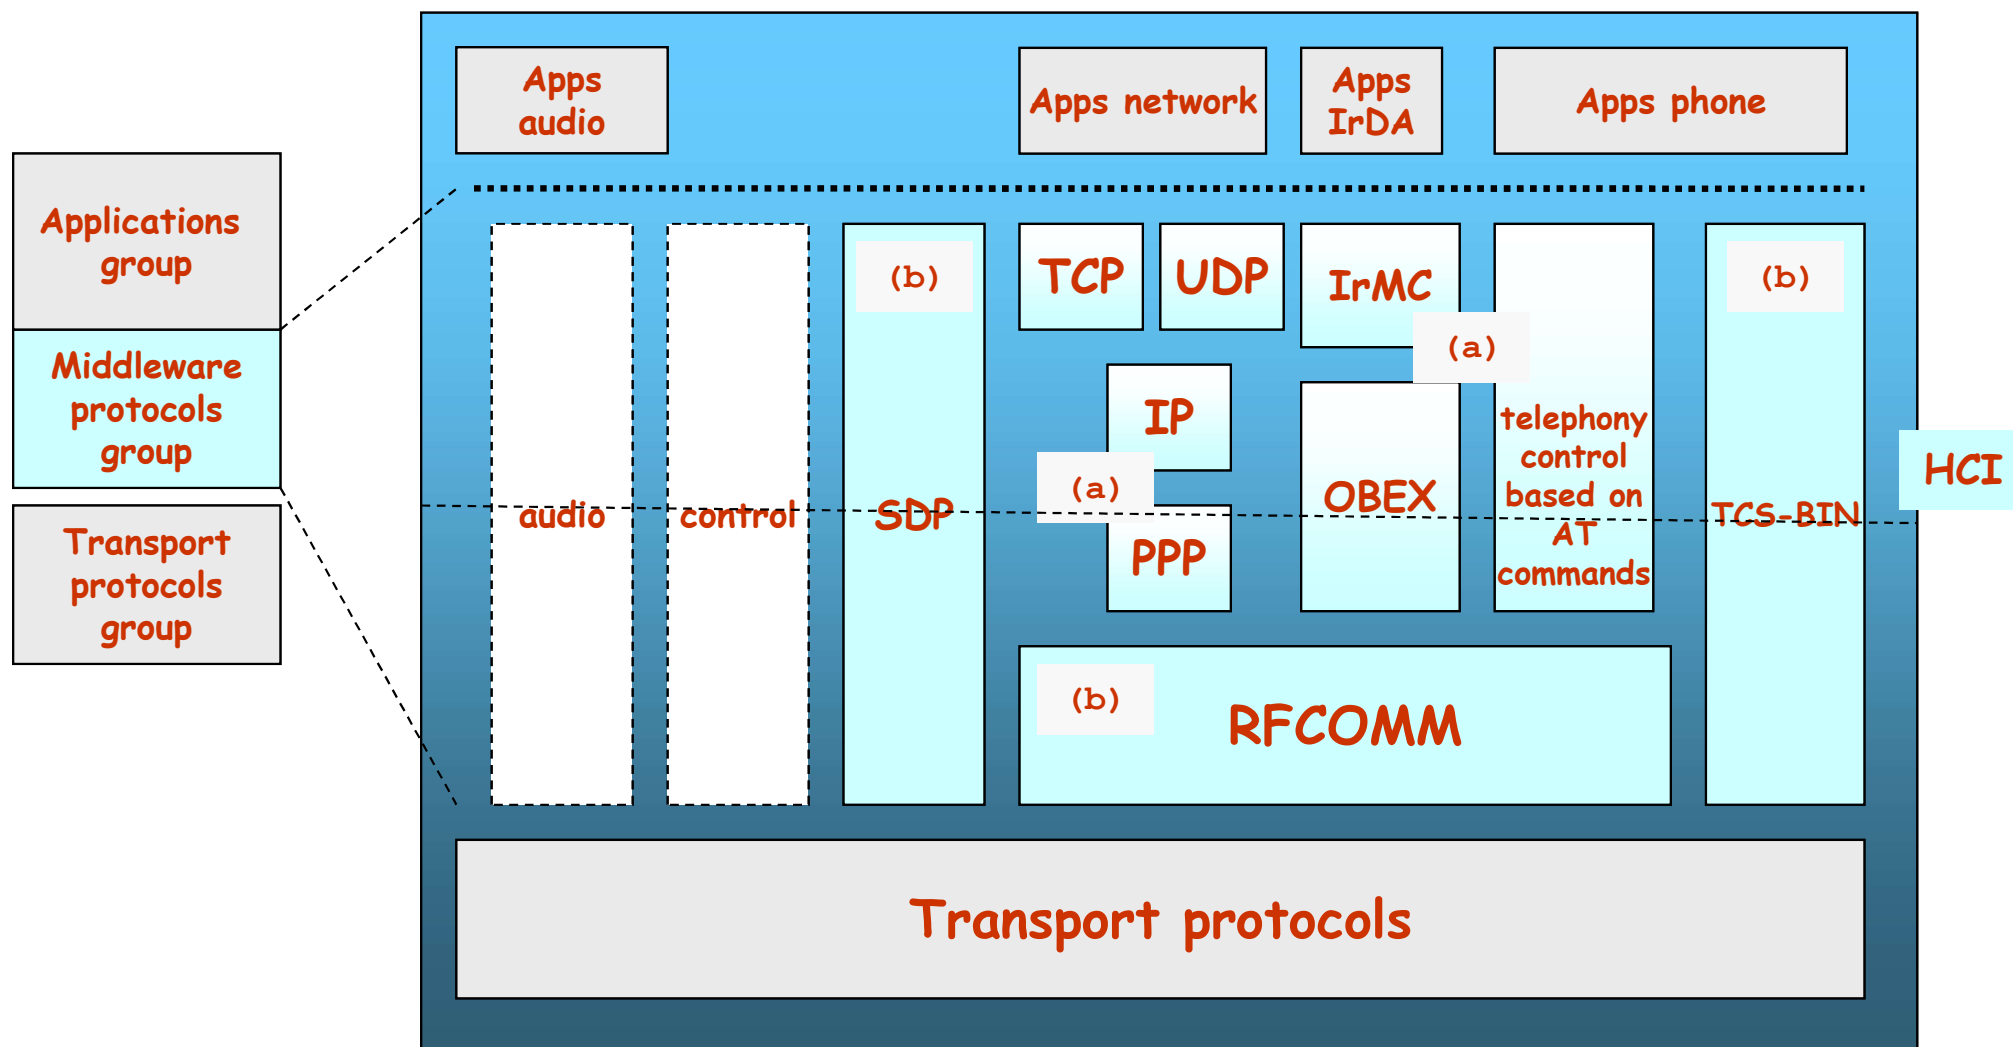 Apps
audio
Apps network
Apps
IrDA
Apps phone
Applications
group
Middleware
protocols
group
Transport
protocols
group
audio
control
(b)
SDP
TCP
UDP
IrMC
(a)
IP
(a)
PPP
OBEX
telephony
control
based on
AT
commands
(b)
TCS-BIN
HCI
(b)
RFCOMM
Transport protocols